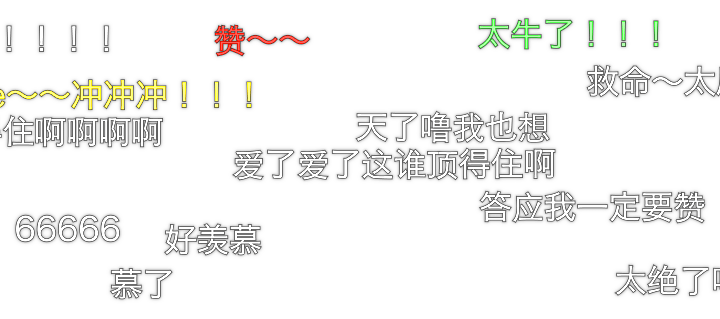 ！！！！
赞～～
太牛了！！！
救命～太
e～～冲冲冲！！！
住啊啊啊啊
天了噜我也想
爱了爱了这谁顶得住啊
答应我一定要赞
66666
好羡慕
慕了
太绝了